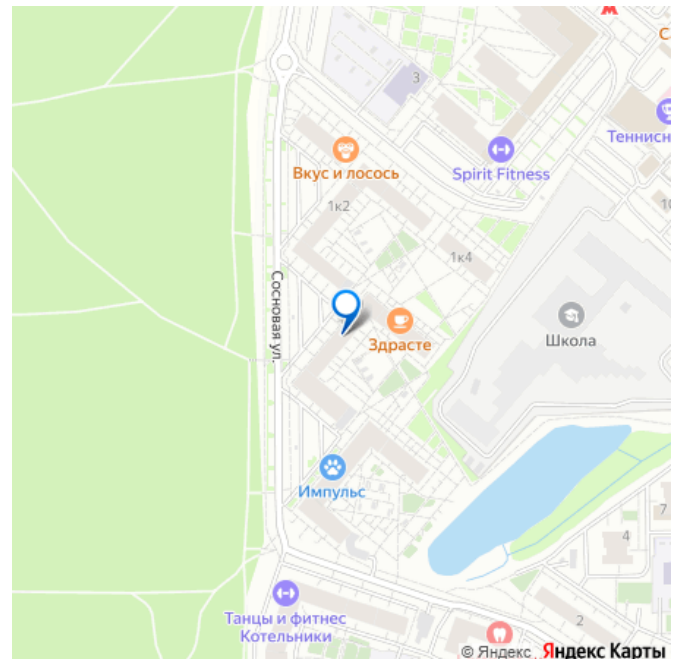 М
С
3
Теннисн
Вкус и лосось
Spirit Fitness
10
1к2
1к4
Сосновая ул.
Здрасте
Школа
Импульс
7
4
2
Танцы и фитнес
Котельники
© Яндекс Яндекс Карты